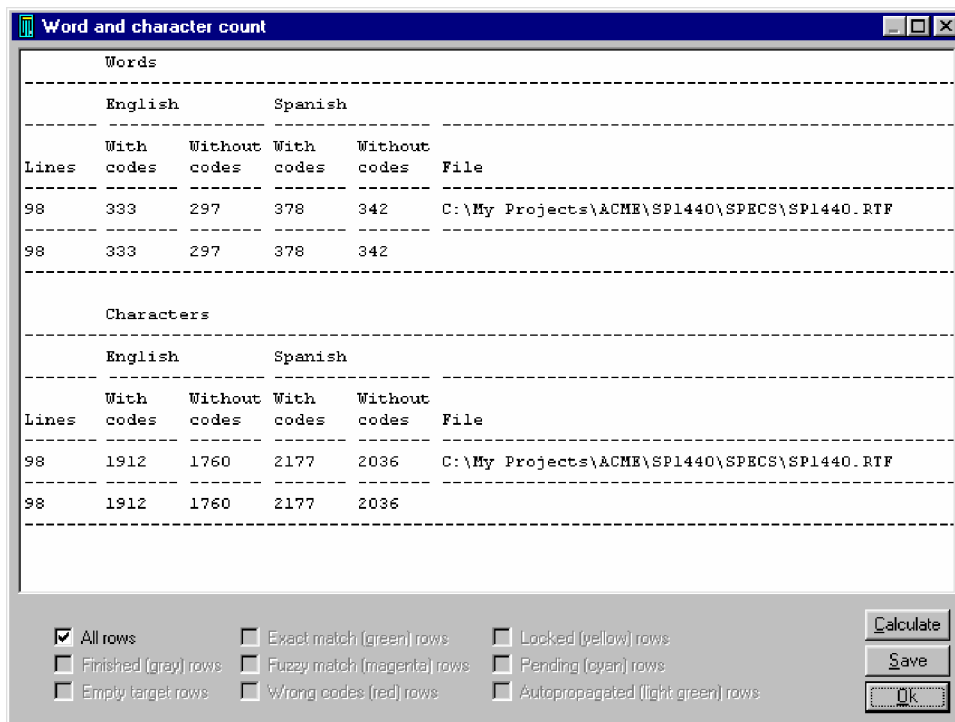 Word and character count
Words
English Spanish
With Without With Without
Lines codes codes codes codes File
98 333 297 378 342 C:\My Projects\ACME\SP1440\SPECS\SP1440.RTF
98 333 297 378 342
Characters
English Spanish
With Without With Without
Lines codes codes codes codes File
98 1912 1760 2177 2036 C:\My Projects\ACME\SP1440\SPECS\SP1440.RTF
98 1912 1760 2177 2036
All rows Exact match (green) rows Locked (yellow) rows Calculate
Finished (gray) rows Fuzzy match (magenta) rows Pending (cyan) rows Save
Empty target rows Wrong codes (red) rows Autopropagated (light green) rows Ok